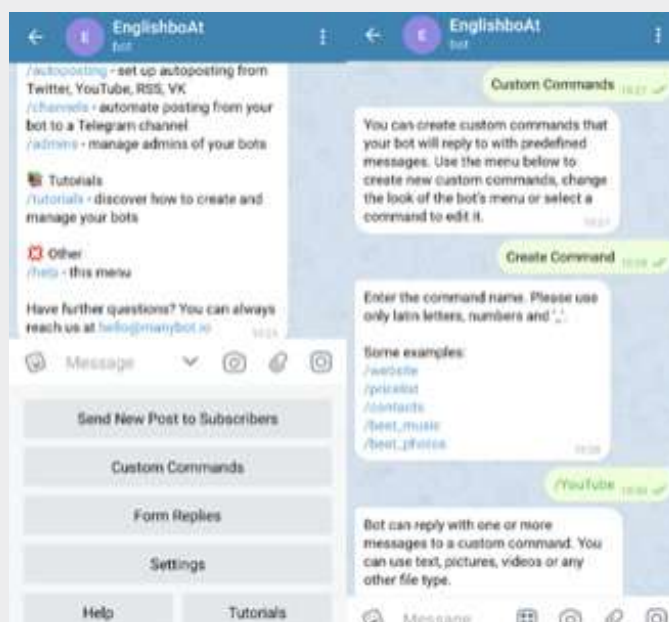 EnglishboAt
bot
/autoposting - set up autoposting from
Twitter, YouTube, RSS, VK
/channels - automate posting from your
bot to a Telegram channel
/admins - manage admins of your bots
Tutorials
/tutorials - discover how to create and
manage your bots
Other
/help - this menu
Have further questions? You can always
reach us at hello@manybot.io
Message
Send New Post to Subscribers
Custom Commands
Form Replies
Settings
Help
Tutorials
EnglishboAt
bot
Custom Commands
You can create custom commands that
your bot will reply to with predefined
messages. Use the menu below to
create new custom commands, change
the look of the bot's menu or select a
command to edit it.
Create Command
Enter the command name. Please use
only latin letters, numbers and '_'.
Some examples:
/website
/pricelist
/contacts
/best_music
/best_photos
/YouTube
Bot can reply with one or more
messages to a custom command. You
can use text, pictures, videos or any
other file type.
Message